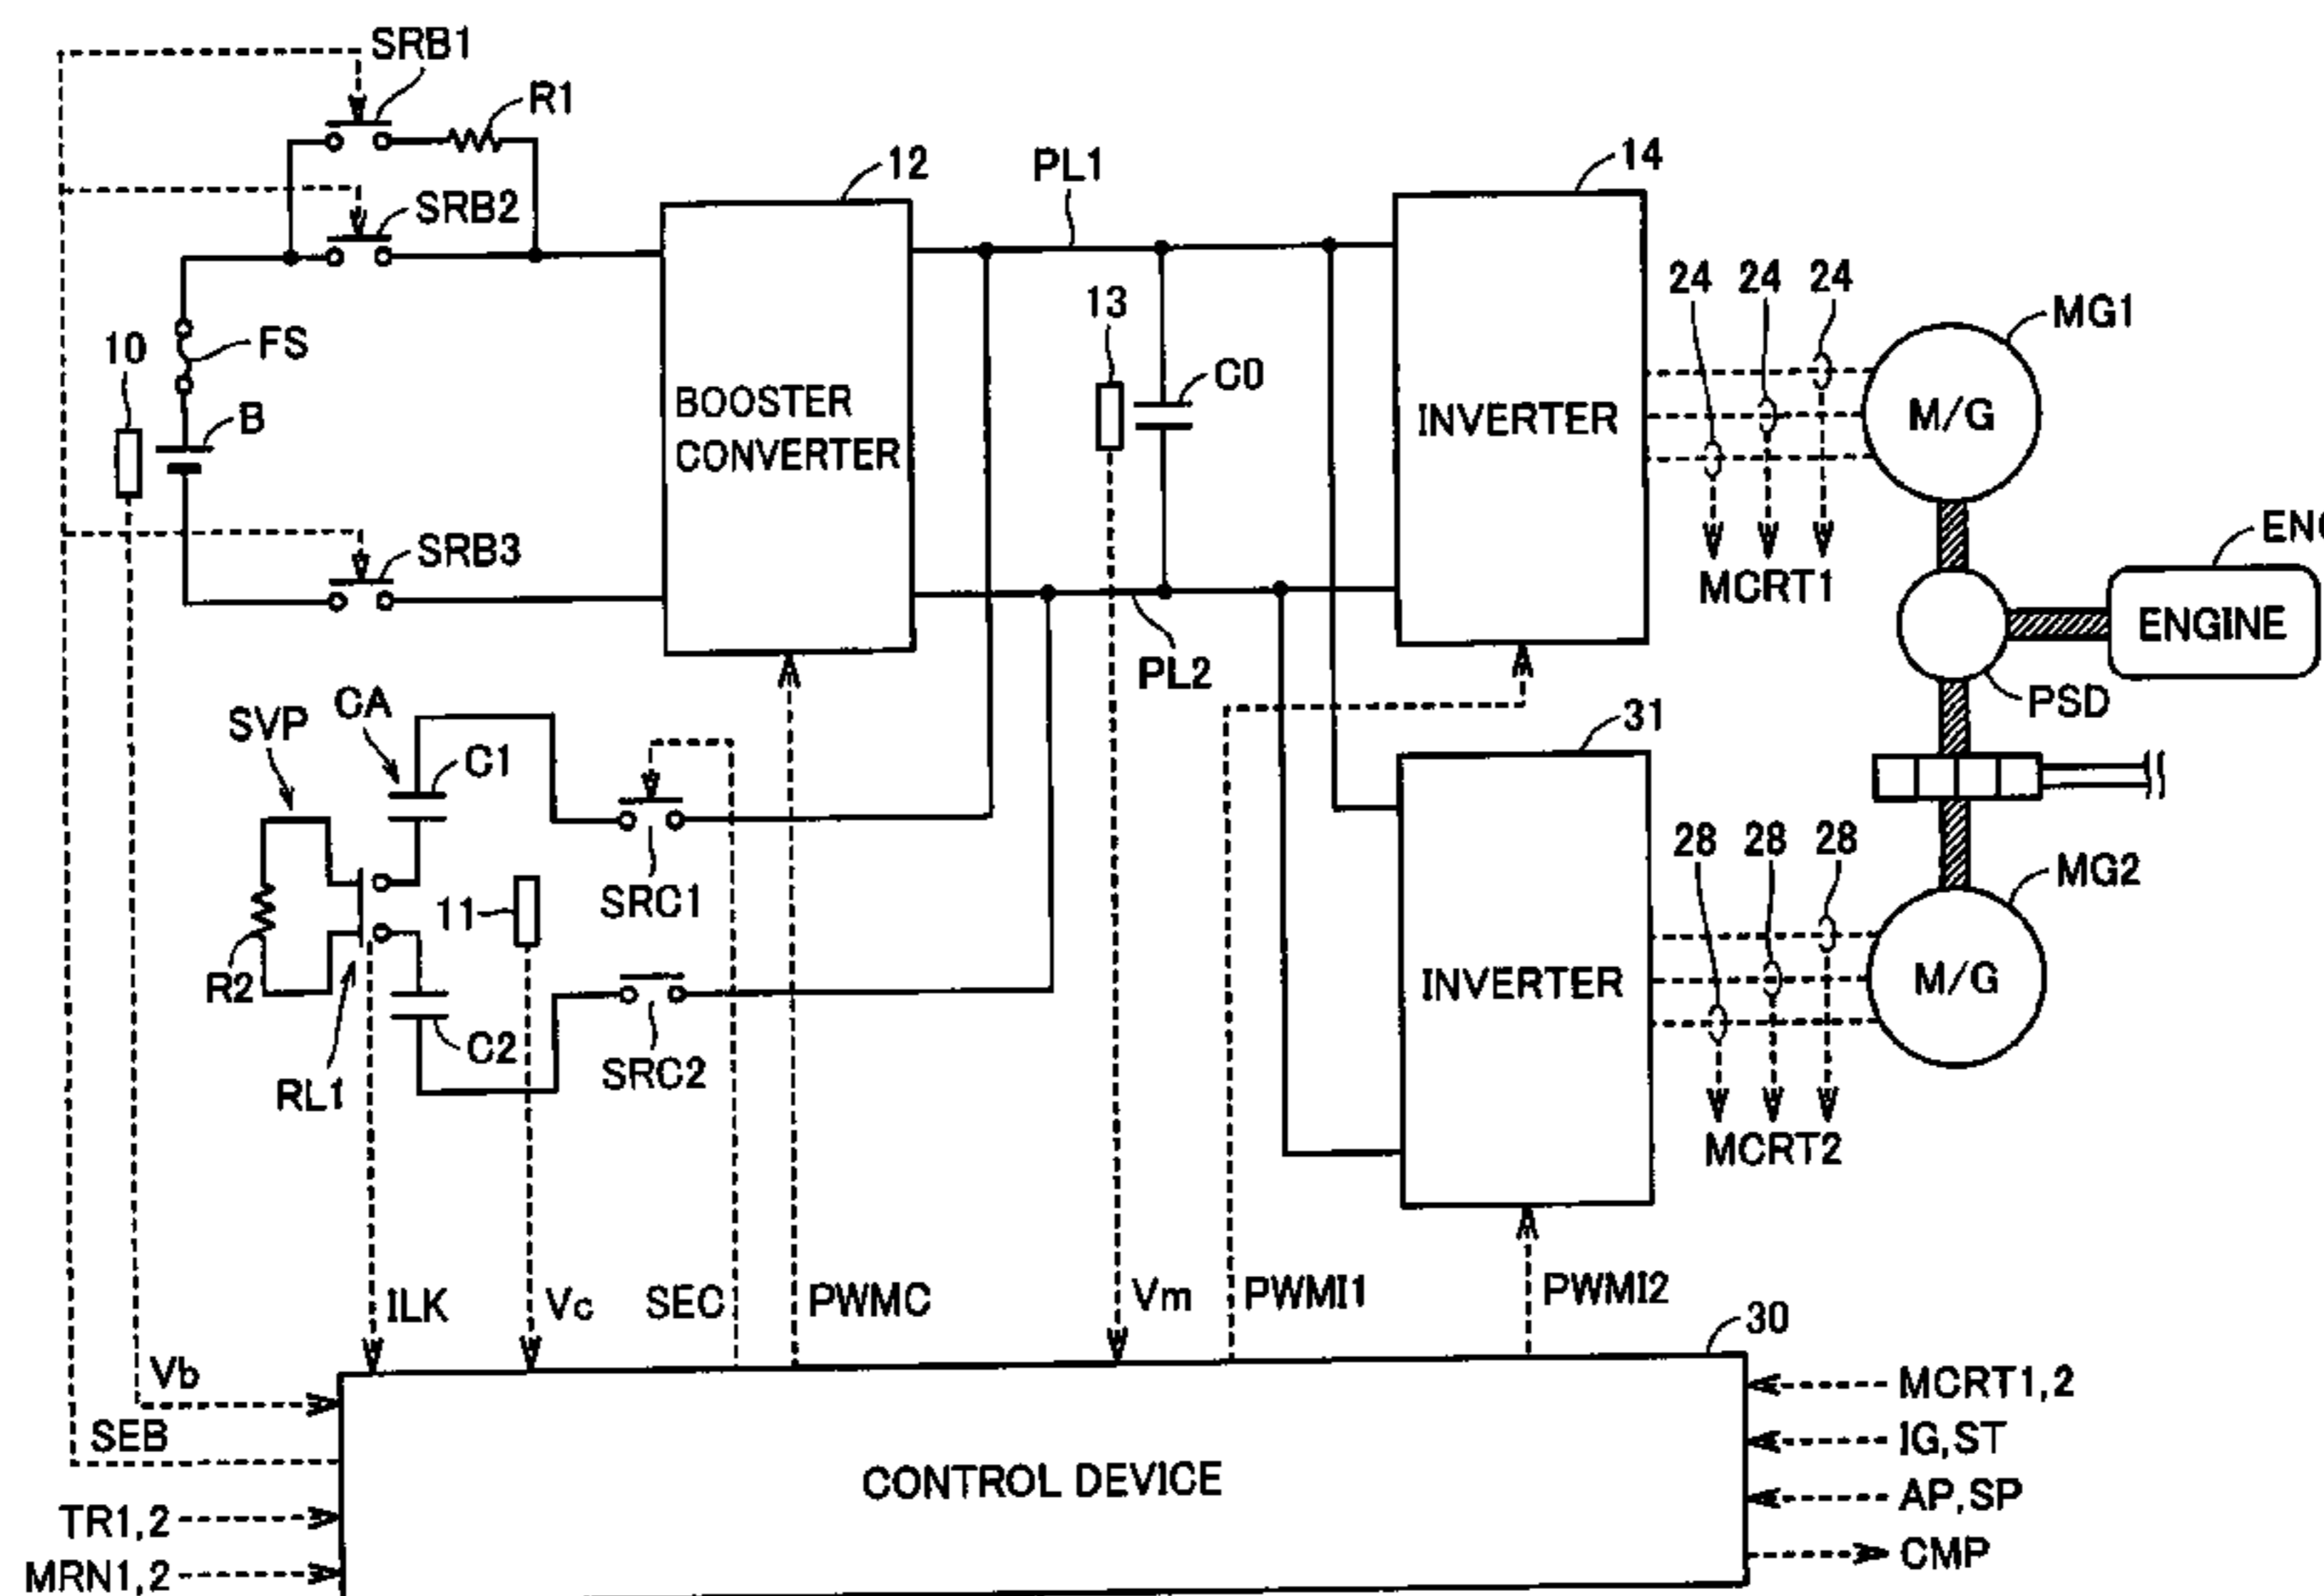 SRB1
R1
SRB2
12
PL1
14
24 24 24
MG1
13
10
FS
C0
B
BOOSTER
CONVERTER
INVERTER
M/G
SRB3
MCRT1
ENGINE
PL2
PSD
SVP
CA
C1
31
28 28 28
MG2
11
SRC1
R2
INVERTER
M/G
C2
SRC2
RL1
MCRT2
ILK
Vc
SEC
PWMC
Vm
PWMI1
PWMI2
30
Vb
SEB
TR1,2
MRN1,2
CONTROL DEVICE
MCRT1,2
IG,ST
AP,SP
CMP